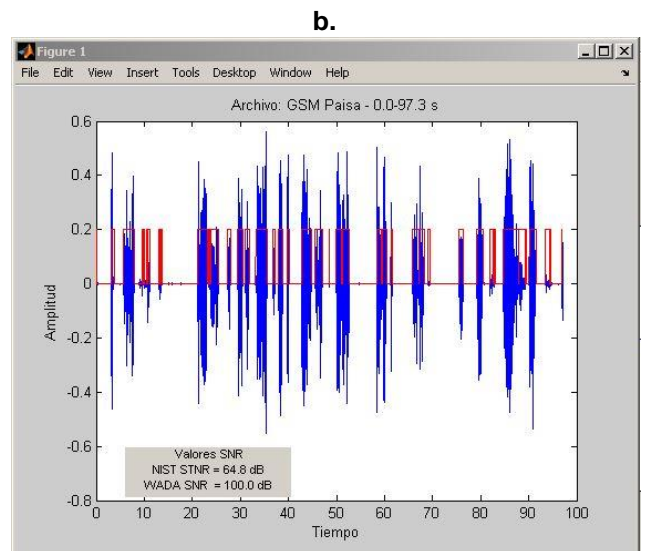 b.
Figure 1
File Edit View Insert Tools Desktop Window Help
Archivo: GSM Paisa - 0.0-97.3 s
0.6
0.4
0.2
0
-0.2
-0.4
-0.6
-0.8
Amplitud
Valores SNR
NIST STNR = 64.8 dB
WADA SNR = 100.0 dB
0 10 20 30 40 50 60 70 80 90 100
Tiempo